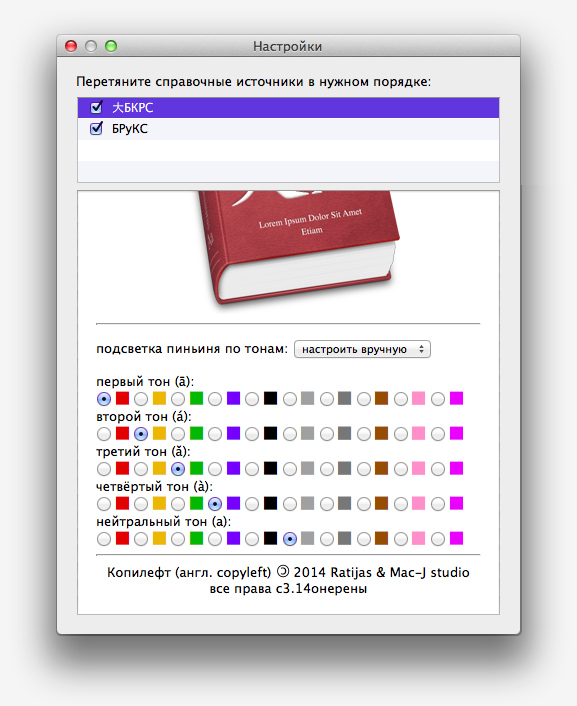 Настройки
Перетяните справочные источники в нужном порядке:
大БКРС
БРуКС
Lorem Ipsum Dolor Sit Amet
Etiam
подсветка пиньиня по тонам: настроить вручную
первый тон (ā):
второй тон (á):
третий тон (ǎ):
четвёртый тон (à):
нейтральный тон (a):
Копилефт (англ. copyleft) 🄯 2014 Ratijas & Mac-J studio
все права с3.14онерены